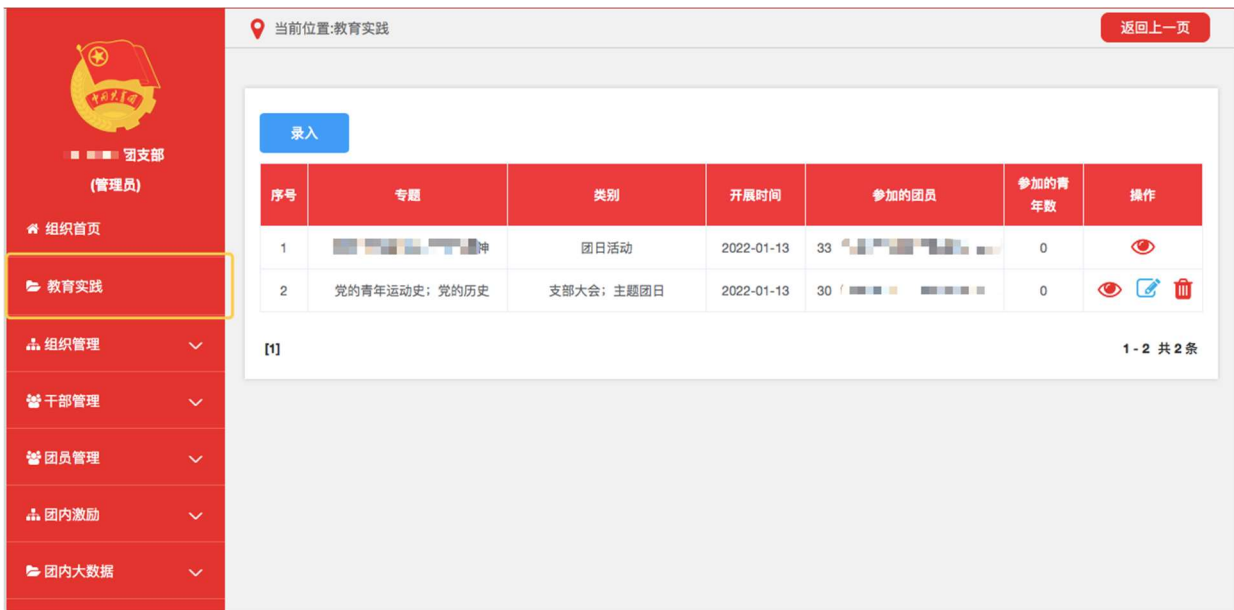 当前位置:教育实践
返回上一页
中国共青团
团支部
(管理员)
组织首页
教育实践
组织管理
干部管理
团员管理
团内激励
团内大数据
录入
序号 专题 类别 开展时间 参加的团员 参加的青年数 操作
1 神 团日活动 2022-01-13 33 0
2 党的青年运动史；党的历史 支部大会；主题团日 2022-01-13 30 0
[1] 1 - 2 共 2 条